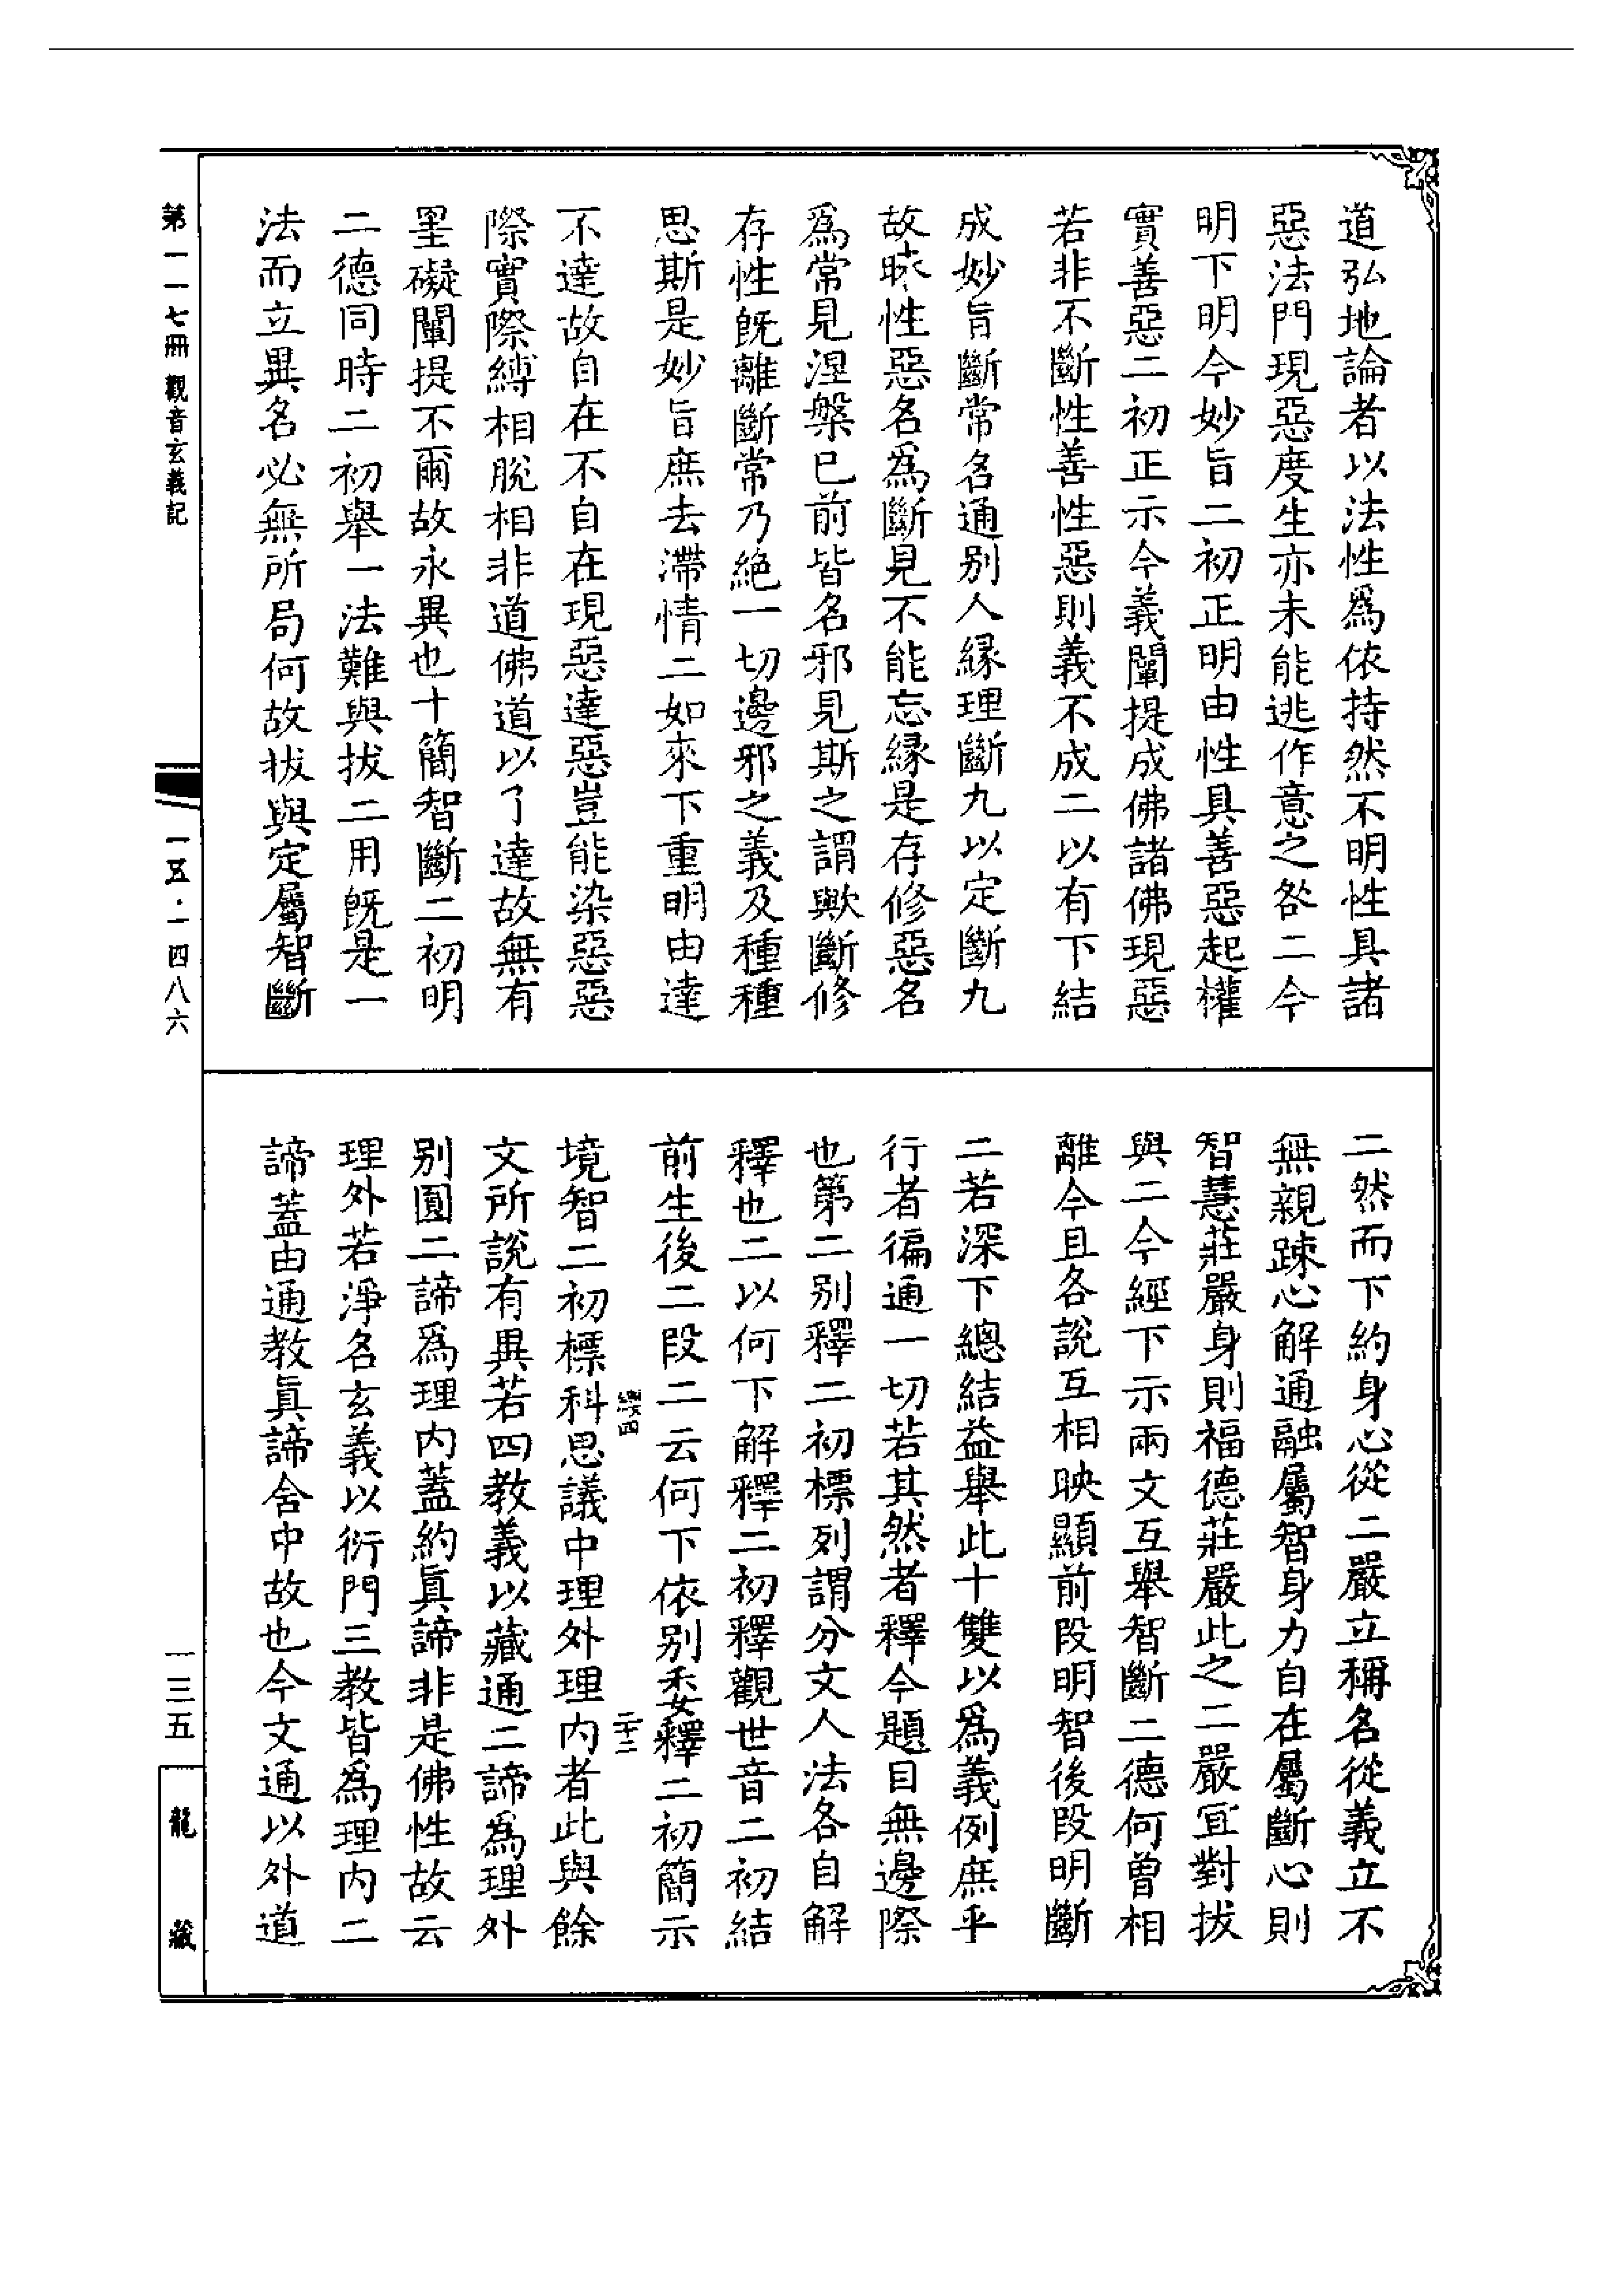 道弘地論者以法性爲依持然不明性具諸
惡法門現惡度生亦未能逃作意之咎二今
明下明今妙旨二初正明由性具善惡起權
實善惡二初正示今義闡提成佛諸佛現惡
若非不斷性善性惡則義不成二以有下結
成妙旨斷常名通別人緣理斷九以定斷九
故昧性惡名爲斷見不能忘緣是存修惡名
爲常見涅槃已前皆名邪見斯之謂歟斷修
存性旣離斷常乃絕一切邊邪之義及種種
思斯是妙旨庶去滯情二如來下重明由達
不達故自在不自在現惡達惡豈能染惡惡
際實際縛相脫相非道佛道以了達故無有
罣礙闡提不爾故永異也十簡智斷二初明
二德同時二初舉一法難與拔二用旣是一
法而立異名必無所局何故拔與定屬智斷
二然而下約身心從二嚴立稱名從義立不
無親踈心解通融屬智身力自在屬斷心則
智慧莊嚴身則福德莊嚴此之二嚴宜對拔
與二今經下示兩文互舉智斷二德何曾相
離今且各說互相映顯前段明智後段明斷
二若深下總結益舉此十雙以爲義例庶乎
行者徧通一切若其然者釋今題目無邊際
也第二別釋二初標列謂分文人法各自解
釋也二以何下解釋二初釋觀世音二初結
前生後二段二云何下依別委釋二初簡示
境智二初標科思議中理外理內者此與餘
文所說有異若四教義以藏通二諦爲理外
別圓二諦爲理內蓋約眞諦非是佛性故云
理外若淨名玄義以衍門三教皆爲理內二
諦蓋由通教眞諦含中故也今文通以外道
第一一七冊 觀音玄義記
一五·一四八六
一三五
龍藏